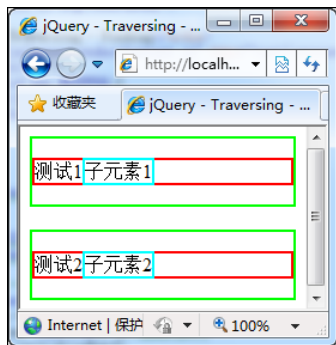 jQuery - Traversing - ...
http://localh...
收藏夹
jQuery - Traversing - ...
测试1子元素1
测试2子元素2
Internet | 保护
100%